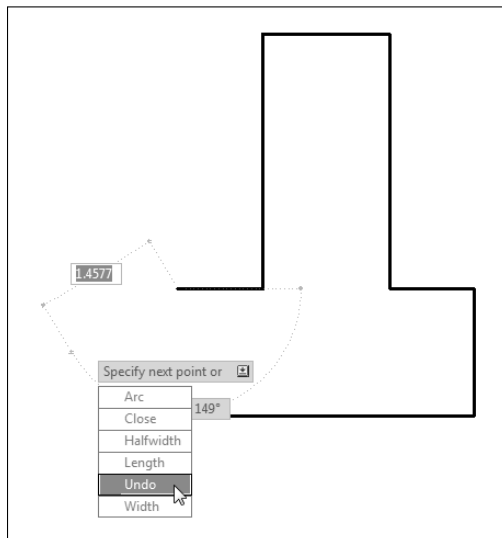 1.4577
Specify next point or
Arc
149°
Close
Halfwidth
Length
Undo
Width